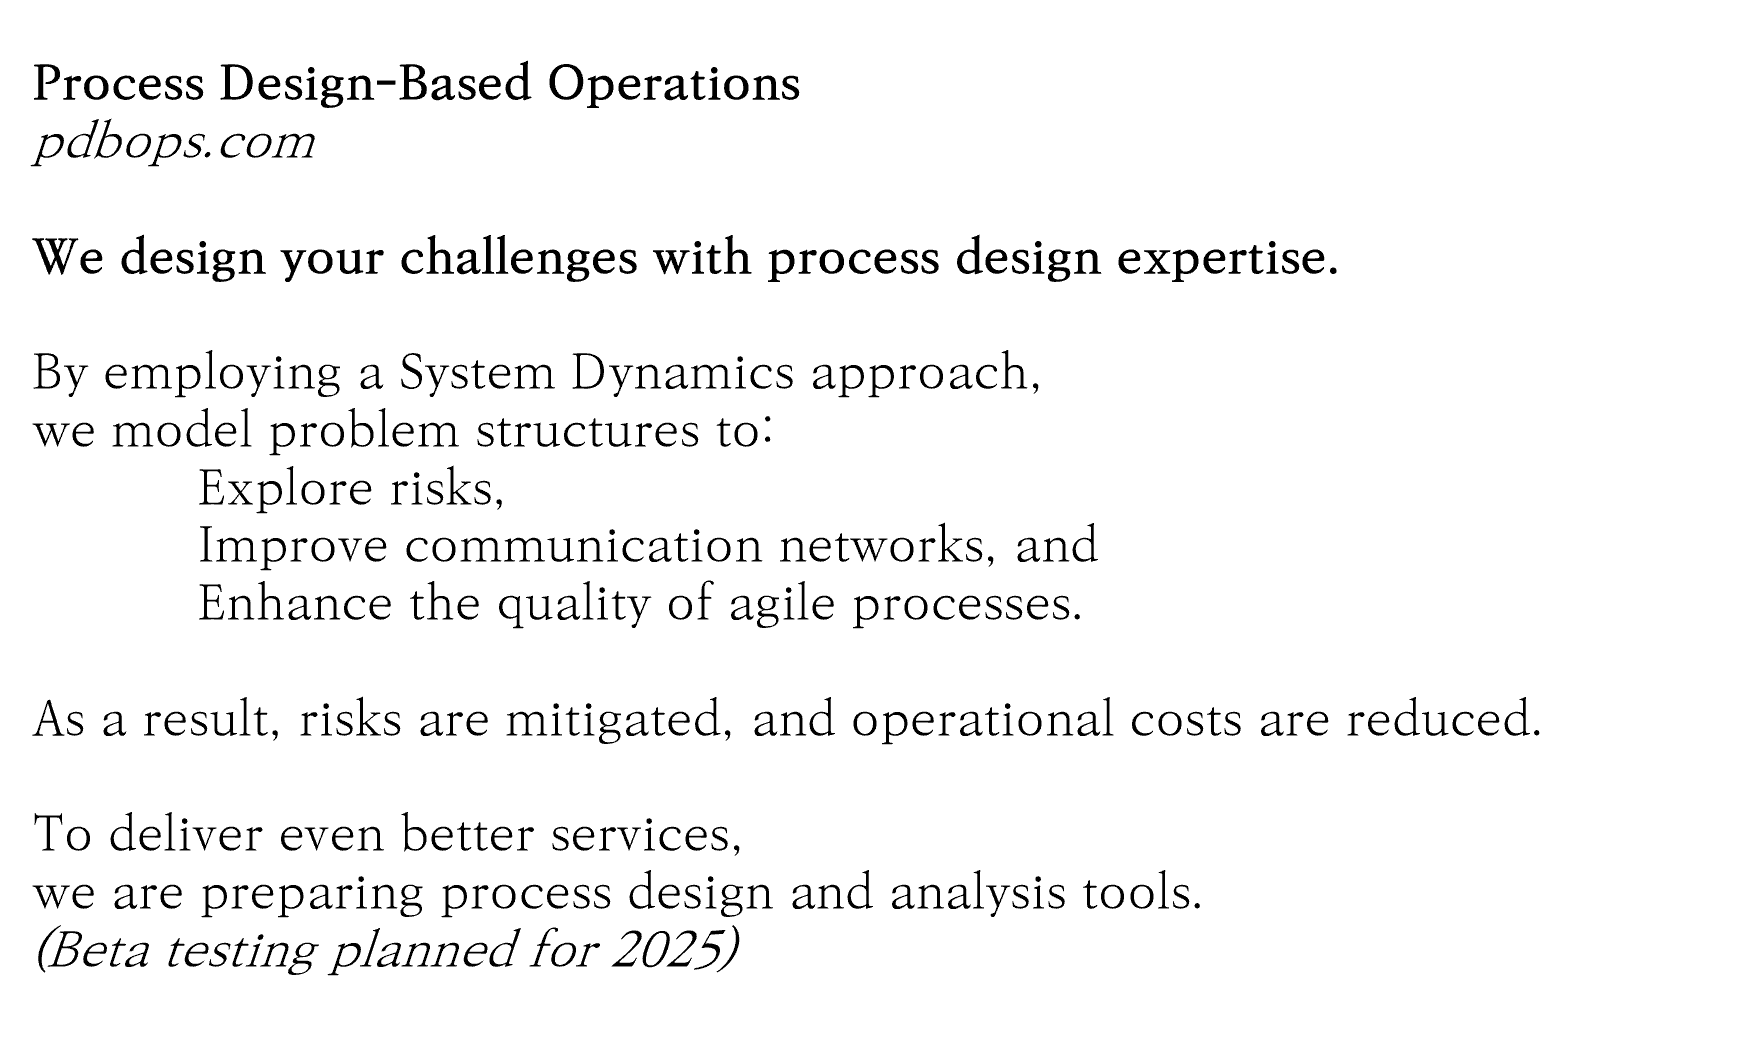 Process Design-Based Operations
pdbops.com
We design your challenges with process design expertise.
By employing a System Dynamics approach,
we model problem structures to:
Explore risks,
Improve communication networks, and
Enhance the quality of agile processes.
As a result, risks are mitigated, and operational costs are reduced.
To deliver even better services,
we are preparing process design and analysis tools.
(Beta testing planned for 2025)